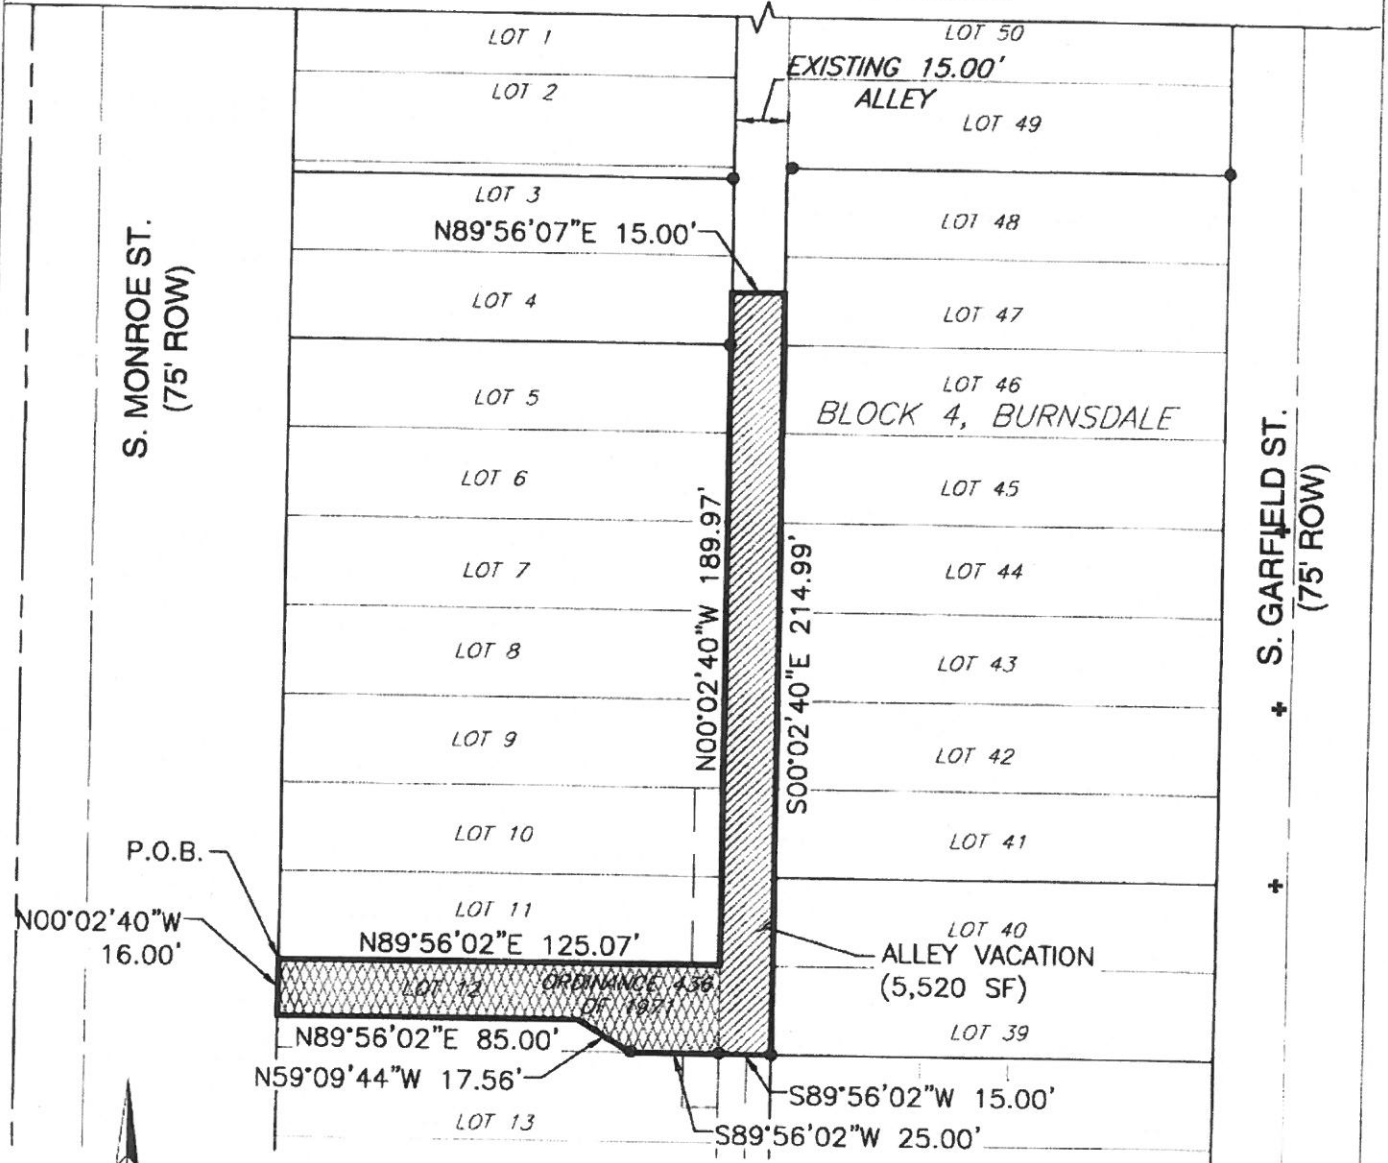 LOT 1
LOT 50
EXISTING 15.00'
ALLEY
LOT 2
LOT 49
LOT 3
N89°56'07"E 15.00'
LOT 48
S. MONROE ST.
(75' ROW)
LOT 4
LOT 47
LOT 5
LOT 46
BLOCK 4, BURNSDALE
S. GARFIELD ST.
(75' ROW)
LOT 6
LOT 45
N00°02'40"W 189.97'
S00°02'40"E 214.99'
LOT 7
LOT 44
LOT 8
LOT 43
LOT 9
LOT 42
LOT 10
LOT 41
P.O.B.
LOT 11
LOT 40
N00°02'40"W
16.00'
N89°56'02"E 125.07'
ALLEY VACATION
(5,520 SF)
LOT 12
ORDINANCE 436
OF 1971
N89°56'02"E 85.00'
LOT 39
N59°09'44"W 17.56'
S89°56'02"W 15.00'
LOT 13
S89°56'02"W 25.00'